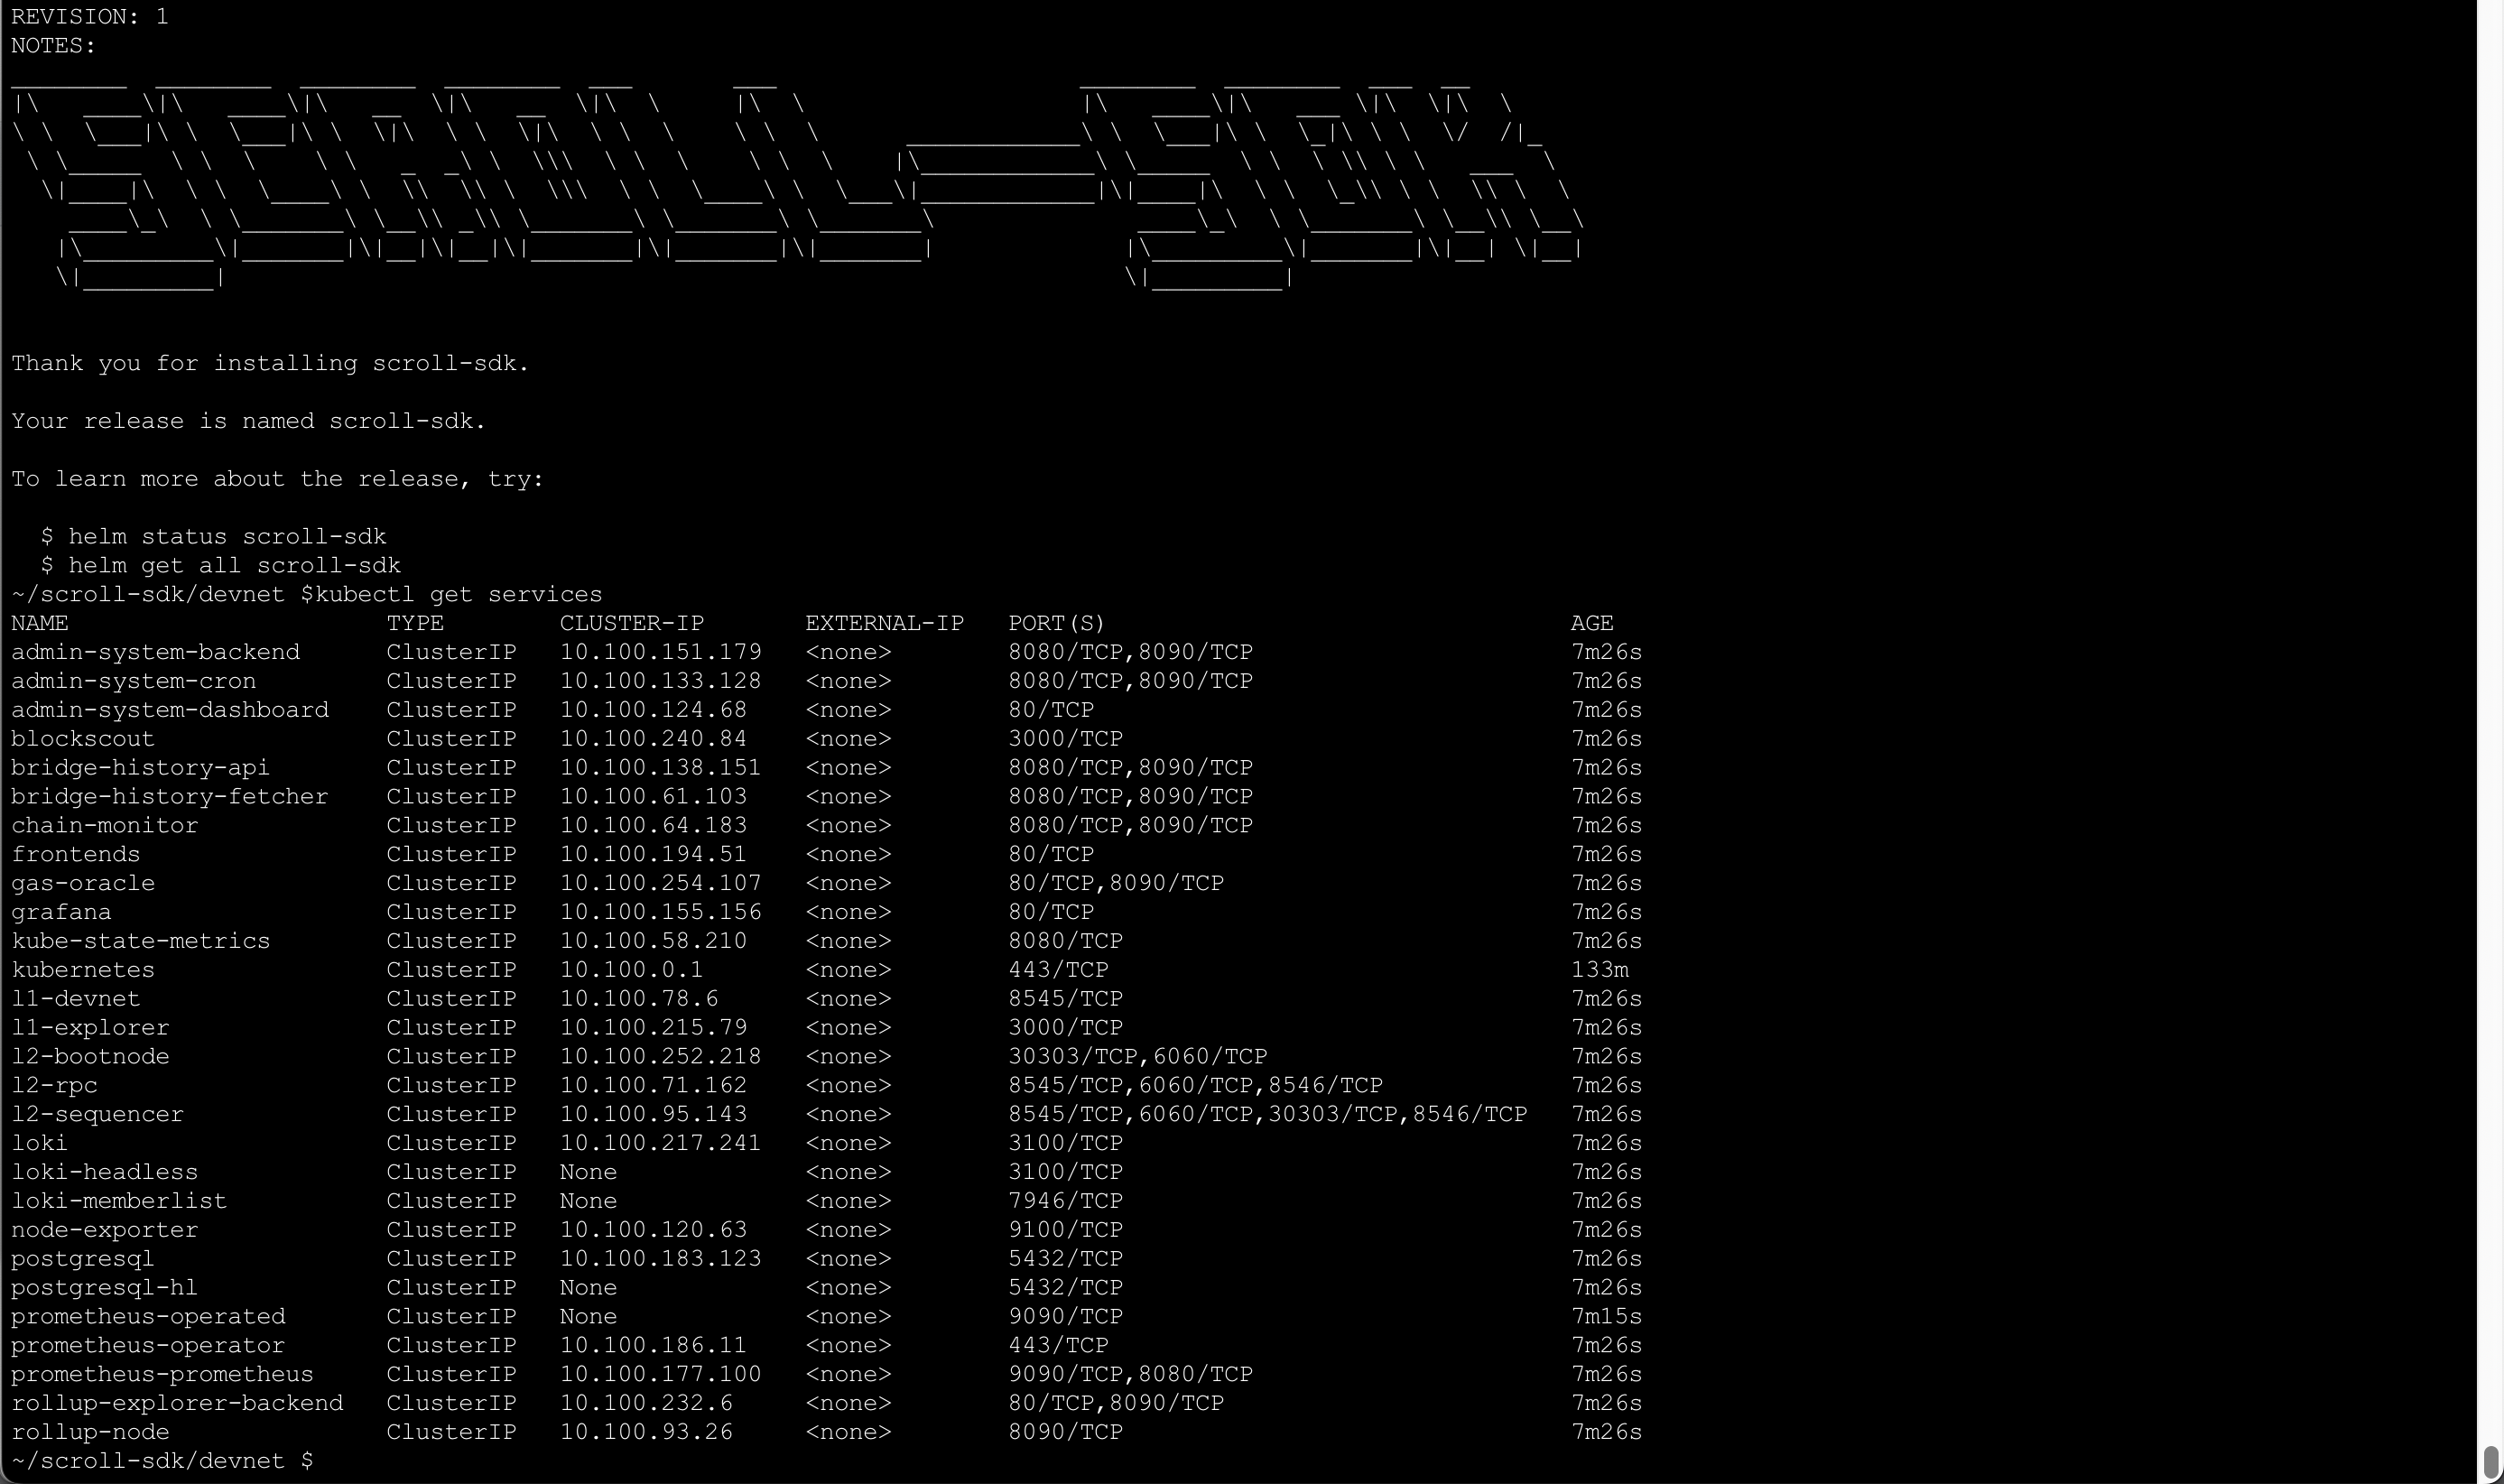 REVISION: 1
NOTES:
SCROLL-SDK
Thank you for installing scroll-sdk.
Your release is named scroll-sdk.
To learn more about the release, try:
$ helm status scroll-sdk
$ helm get all scroll-sdk
~/scroll-sdk/devnet $kubectl get services
NAME TYPE CLUSTER-IP EXTERNAL-IP PORT(S) AGE
admin-system-backend ClusterIP 10.100.151.179 <none> 8080/TCP,8090/TCP 7m26s
admin-system-cron ClusterIP 10.100.133.128 <none> 8080/TCP,8090/TCP 7m26s
admin-system-dashboard ClusterIP 10.100.124.68 <none> 80/TCP 7m26s
blockscout ClusterIP 10.100.240.84 <none> 3000/TCP 7m26s
bridge-history-api ClusterIP 10.100.138.151 <none> 8080/TCP,8090/TCP 7m26s
bridge-history-fetcher ClusterIP 10.100.61.103 <none> 8080/TCP,8090/TCP 7m26s
chain-monitor ClusterIP 10.100.64.183 <none> 8080/TCP,8090/TCP 7m26s
frontends ClusterIP 10.100.194.51 <none> 80/TCP 7m26s
gas-oracle ClusterIP 10.100.254.107 <none> 80/TCP,8090/TCP 7m26s
grafana ClusterIP 10.100.155.156 <none> 80/TCP 7m26s
kube-state-metrics ClusterIP 10.100.58.210 <none> 8080/TCP 7m26s
kubernetes ClusterIP 10.100.0.1 <none> 443/TCP 133m
l1-devnet ClusterIP 10.100.78.6 <none> 8545/TCP 7m26s
l1-explorer ClusterIP 10.100.215.79 <none> 3000/TCP 7m26s
l2-bootnode ClusterIP 10.100.252.218 <none> 30303/TCP,6060/TCP 7m26s
l2-rpc ClusterIP 10.100.71.162 <none> 8545/TCP,6060/TCP,8546/TCP 7m26s
l2-sequencer ClusterIP 10.100.95.143 <none> 8545/TCP,6060/TCP,30303/TCP,8546/TCP 7m26s
loki ClusterIP 10.100.217.241 <none> 3100/TCP 7m26s
loki-headless ClusterIP None <none> 3100/TCP 7m26s
loki-memberlist ClusterIP None <none> 7946/TCP 7m26s
node-exporter ClusterIP 10.100.120.63 <none> 9100/TCP 7m26s
postgresql ClusterIP 10.100.183.123 <none> 5432/TCP 7m26s
postgresql-hl ClusterIP None <none> 5432/TCP 7m26s
prometheus-operated ClusterIP None <none> 9090/TCP 7m15s
prometheus-operator ClusterIP 10.100.186.11 <none> 443/TCP 7m26s
prometheus-prometheus ClusterIP 10.100.177.100 <none> 9090/TCP,8080/TCP 7m26s
rollup-explorer-backend ClusterIP 10.100.232.6 <none> 80/TCP,8090/TCP 7m26s
rollup-node ClusterIP 10.100.93.26 <none> 8090/TCP 7m26s
~/scroll-sdk/devnet $